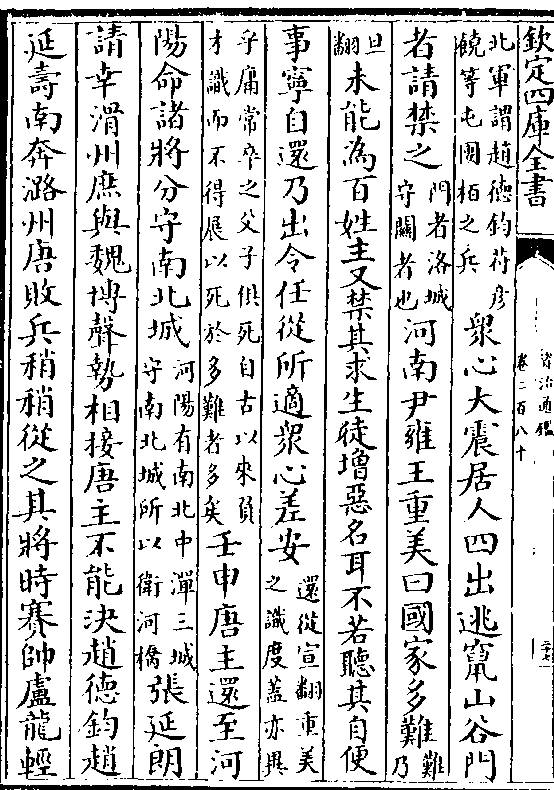 欽定四庫全書
資治通鑑
卷二百八十
北軍謂趙德鈞苻彦
饒等屯團柏之兵
衆心大震居人四出逃竄山谷門
者請禁之
門者洛城
守關者也
河南尹雍王重美曰國家多難
難
乃
旦
翻
未能為百姓主又禁其求生徒增惡名耳不若聽其自便
事寧自還乃出令任從所適衆心差安
還從宣翻重美
之識度蓋亦異
乎庸常卒之父子俱死自古以來負
才識而不得展以死於多難者多矣
壬申唐主還至河
陽命諸將分守南北城
河陽有南北中潬三城
守南北城所以衛河橋
張延朗
請幸滑州庶與魏博聲勢相接唐主不能決趙德鈞趙
延壽南奔潞州唐敗兵稍稍從之其將時賽帥盧龍輕